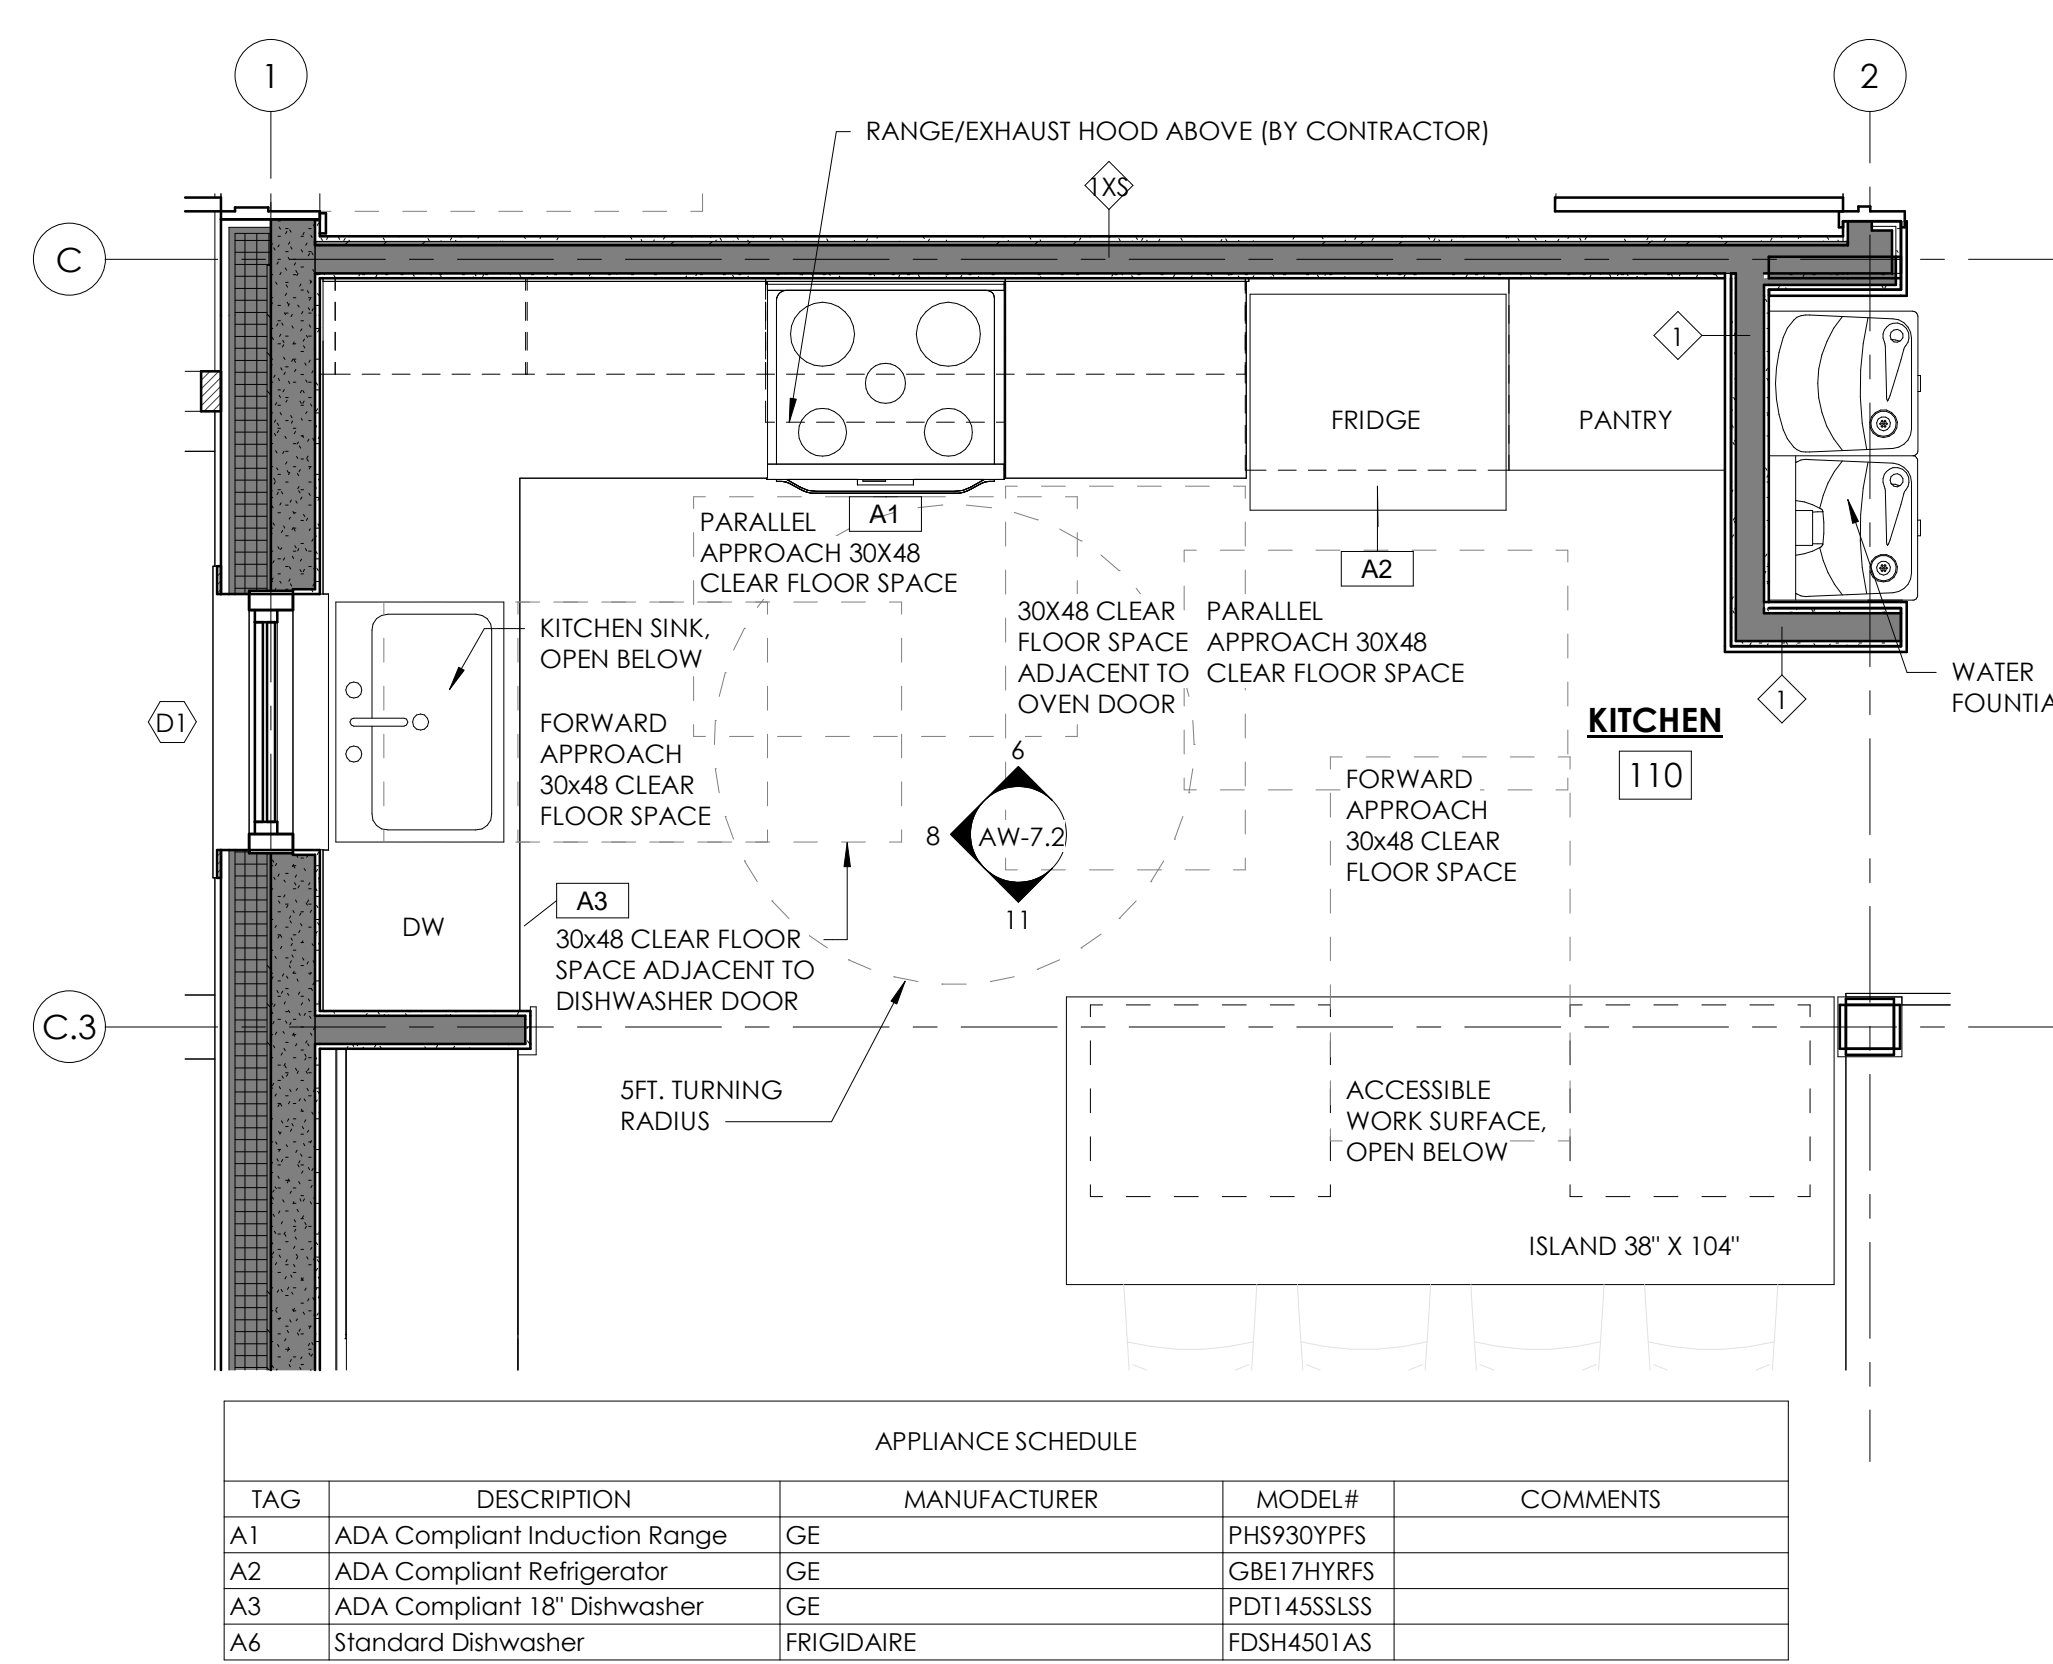 1
2
RANGE/EXHAUST HOOD ABOVE (BY CONTRACTOR)
1XS
C
1
FRIDGE
PANTRY
A1
PARALLEL
APPROACH 30X48
CLEAR FLOOR SPACE
A2
KITCHEN SINK,
OPEN BELOW
30X48 CLEAR
FLOOR SPACE
ADJACENT TO
OVEN DOOR
PARALLEL
APPROACH 30X48
CLEAR FLOOR SPACE
WATER
FOUNTIA
1
D1
FORWARD
APPROACH
30x48 CLEAR
FLOOR SPACE
KITCHEN
110
6
8
AW-7.2
11
FORWARD
APPROACH
30x48 CLEAR
FLOOR SPACE
A3
DW
30x48 CLEAR FLOOR
SPACE ADJACENT TO
DISHWASHER DOOR
C.3
5FT. TURNING
RADIUS
ACCESSIBLE
WORK SURFACE,
OPEN BELOW
ISLAND 38" X 104"
APPLIANCE SCHEDULE
TAG DESCRIPTION MANUFACTURER MODEL# COMMENTS
A1 ADA Compliant Induction Range GE PHS930YPFS
A2 ADA Compliant Refrigerator GE GBE17HYRFS
A3 ADA Compliant 18" Dishwasher GE PDT145SSLSS
A6 Standard Dishwasher FRIGIDAIRE FDSH4501AS